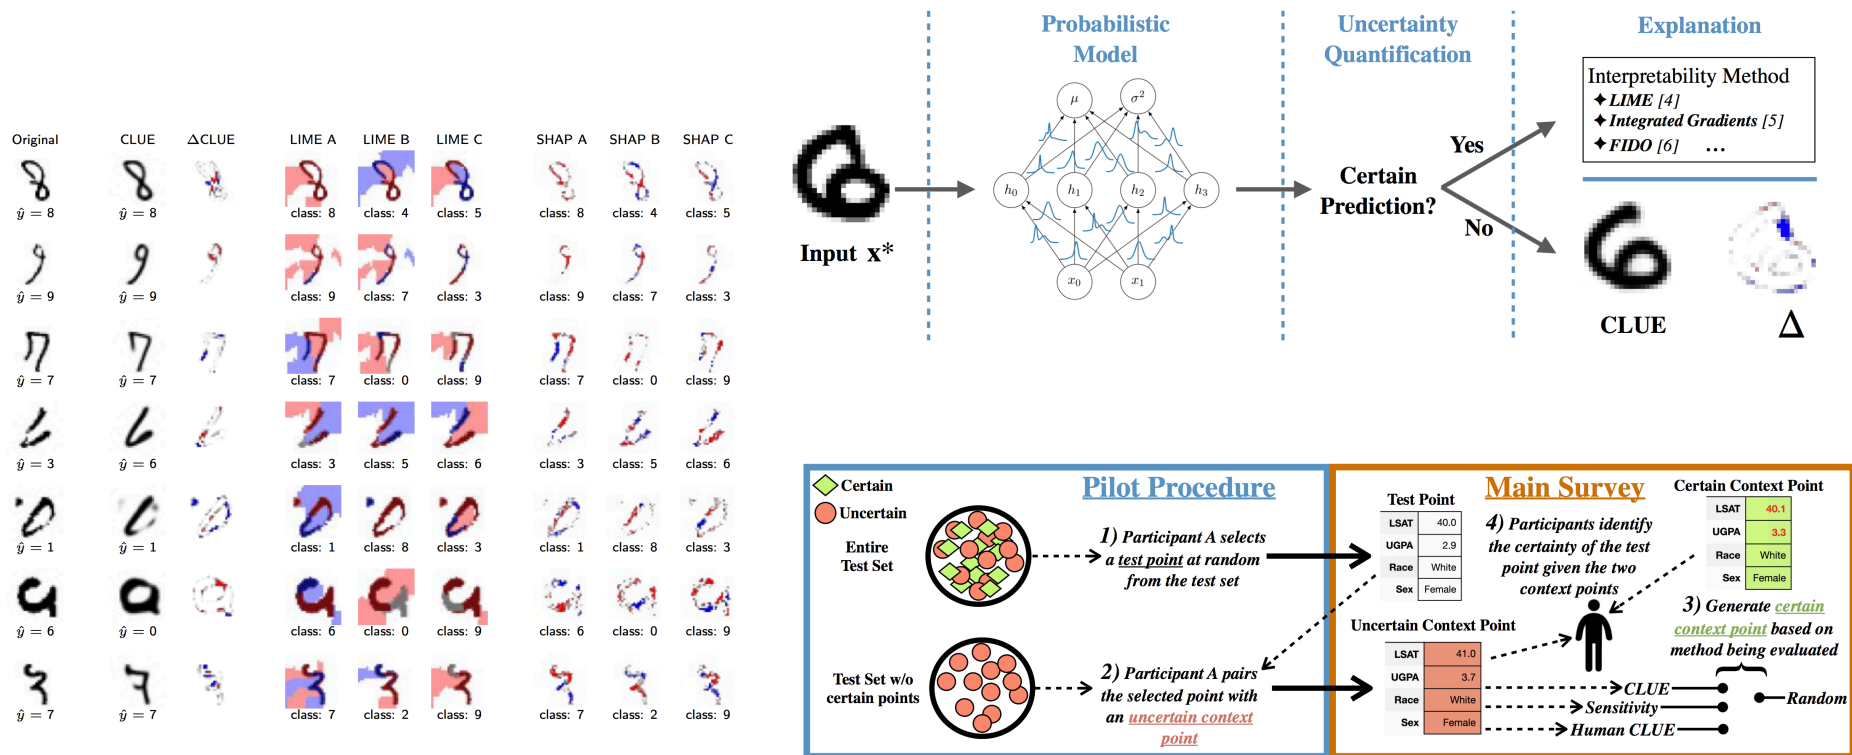 Original CLUE ΔCLUE LIME A LIME B LIME C SHAP A SHAP B SHAP C
ŷ = 8 ŷ = 8 class: 8 class: 4 class: 5 class: 8 class: 4 class: 5
ŷ = 9 ŷ = 9 class: 9 class: 7 class: 3 class: 9 class: 7 class: 3
ŷ = 7 ŷ = 7 class: 7 class: 0 class: 9 class: 7 class: 0 class: 9
ŷ = 3 ŷ = 6 class: 3 class: 5 class: 6 class: 3 class: 5 class: 6
ŷ = 1 ŷ = 1 class: 1 class: 8 class: 3 class: 1 class: 8 class: 3
ŷ = 6 ŷ = 0 class: 6 class: 0 class: 9 class: 6 class: 0 class: 9
ŷ = 7 ŷ = 7 class: 7 class: 2 class: 9 class: 7 class: 2 class: 9
Probabilistic
Model
Uncertainty
Quantification
Explanation
Input x*
μ σ²
h₀ h₁ h₂ h₃
x₀ x₁
Certain
Prediction?
Yes
No
Interpretability Method
✦LIME [4]
✦Integrated Gradients [5]
✦FIDO [6] ...
CLUE Δ
Pilot Procedure
Certain
Uncertain
Entire
Test Set
1) Participant A selects
a test point at random
from the test set
Test Set w/o
certain points
2) Participant A pairs
the selected point with
an uncertain context
point
Main Survey
Test Point
LSAT 40.0
UGPA 2.9
Race White
Sex Female
4) Participants identify
the certainty of the test
point given the two
context points
Certain Context Point
LSAT 40.1
UGPA 3.3
Race White
Sex Female
3) Generate certain
context point based on
method being evaluated
Uncertain Context Point
LSAT 41.0
UGPA 3.7
Race White
Sex Female
CLUE
Sensitivity
Human CLUE
Random